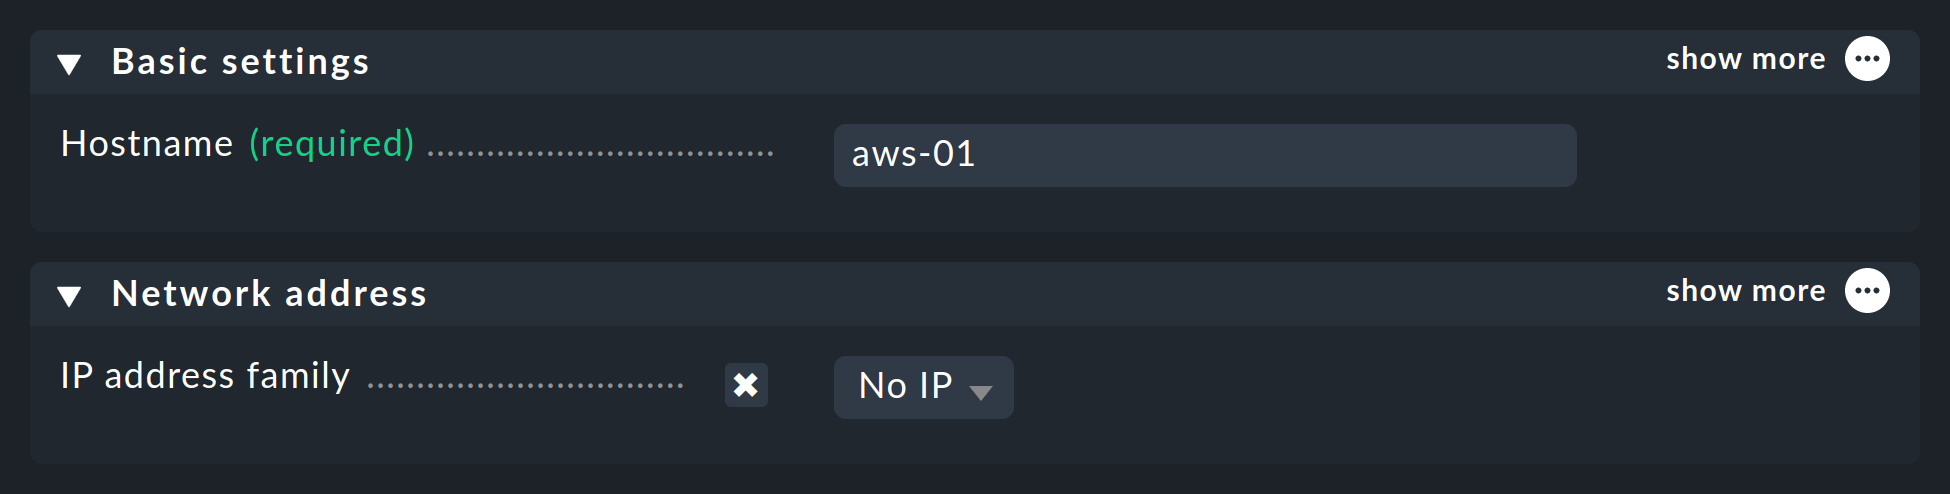 Basic settings
show more
Hostname (required)
aws-01
Network address
show more
IP address family
No IP